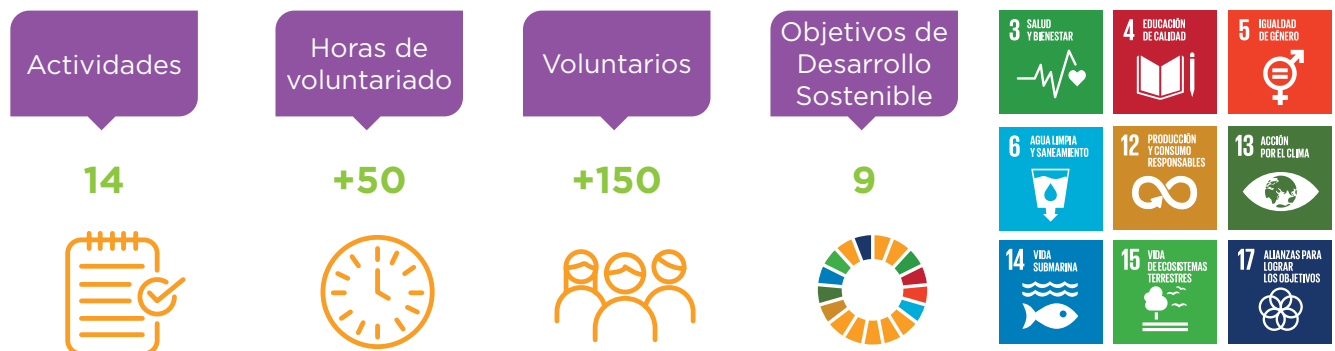 Actividades
14
Horas de
voluntariado
+50
Voluntarios
+150
Objetivos de
Desarrollo
Sostenible
9
3 SALUD
Y BIENESTAR
4 EDUCACIÓN
DE CALIDAD
5 IGUALDAD
DE GÉNERO
6 AGUA LIMPIA
Y SANEAMIENTO
12 PRODUCCIÓN
Y CONSUMO
RESPONSABLES
13 ACCIÓN
POR EL CLIMA
14 VIDA
SUBMARINA
15 VIDA
DE ECOSISTEMAS
TERRESTRES
17 ALIANZAS PARA
LOGRAR
LOS OBJETIVOS